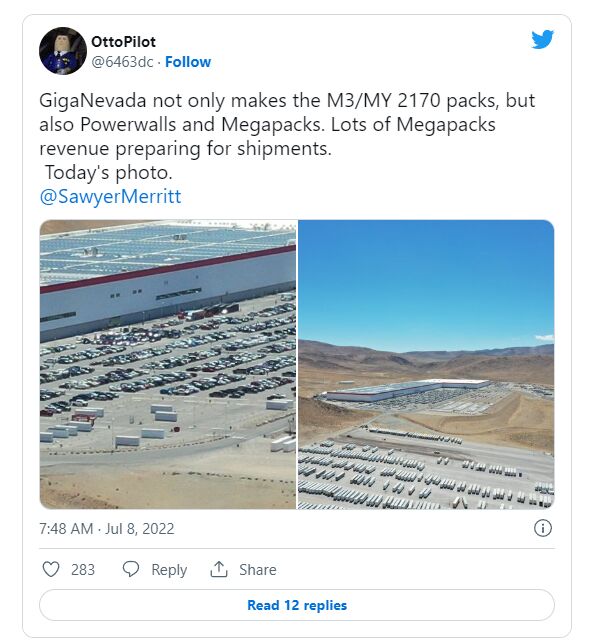 OttoPilot
@6463dc · Follow
GigaNevada not only makes the M3/MY 2170 packs, but
also Powerwalls and Megapacks. Lots of Megapacks
revenue preparing for shipments.
Today's photo.
@SawyerMerritt
7:48 AM · Jul 8, 2022
283 Reply Share
Read 12 replies